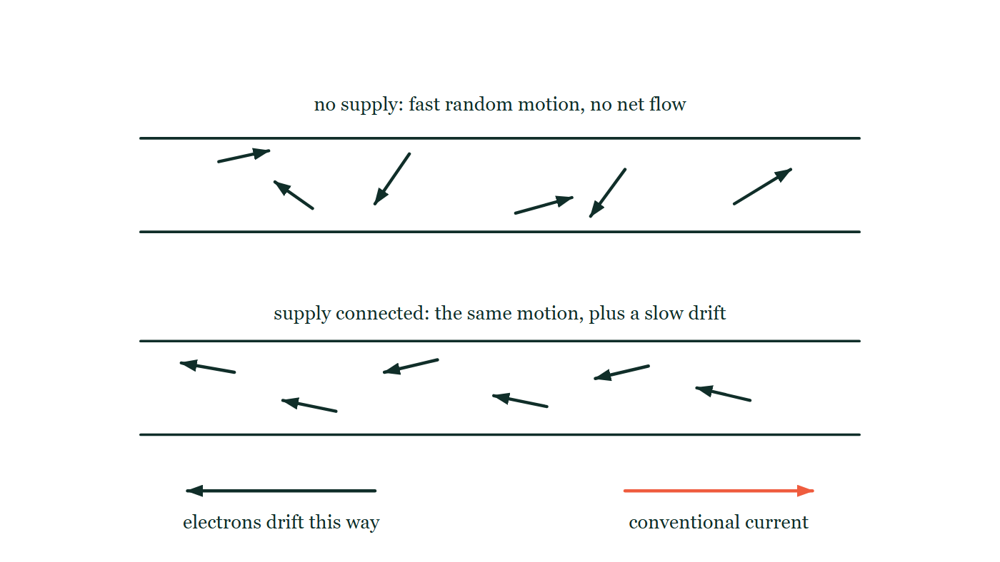 no supply: fast random motion, no net flow
supply connected: the same motion, plus a slow drift
electrons drift this way
conventional current